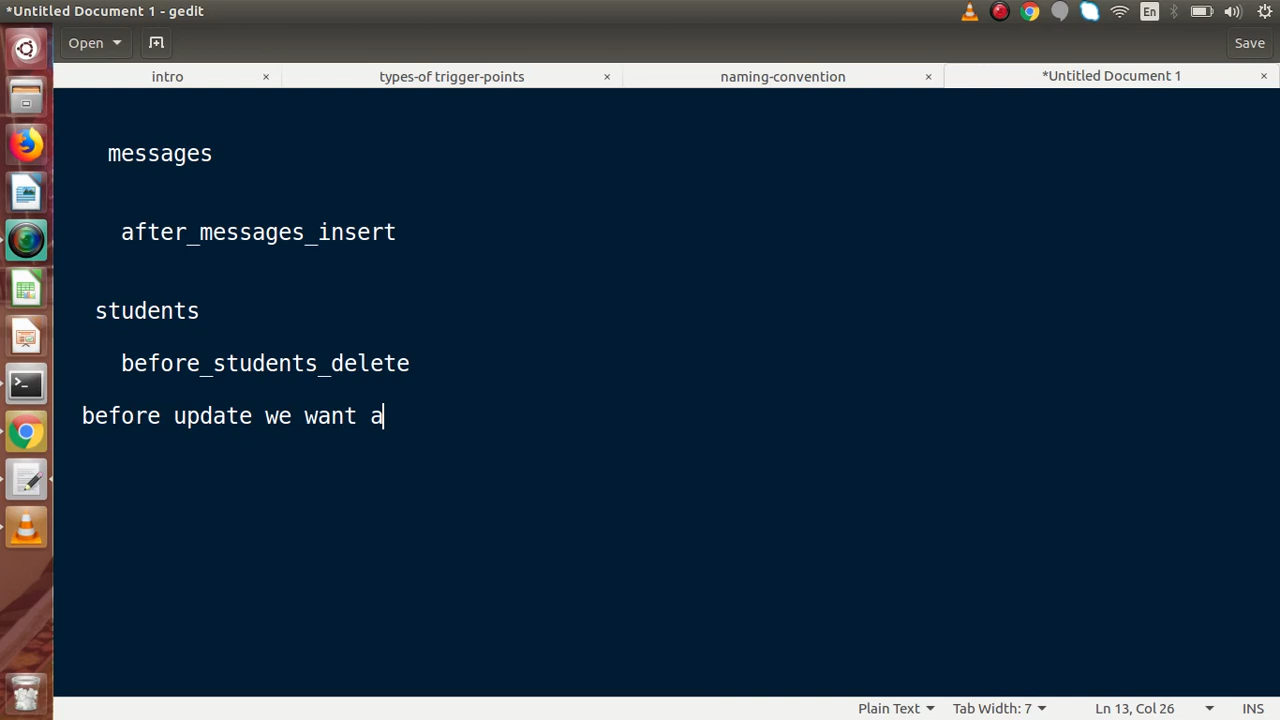 *Untitled Document 1 - gedit
En
Open
Save
intro × types-of trigger-points × naming-convention × *Untitled Document 1 ×
messages
after_messages_insert
students
before_students_delete
before update we want a
Plain Text Tab Width: 7 Ln 13, Col 26 INS